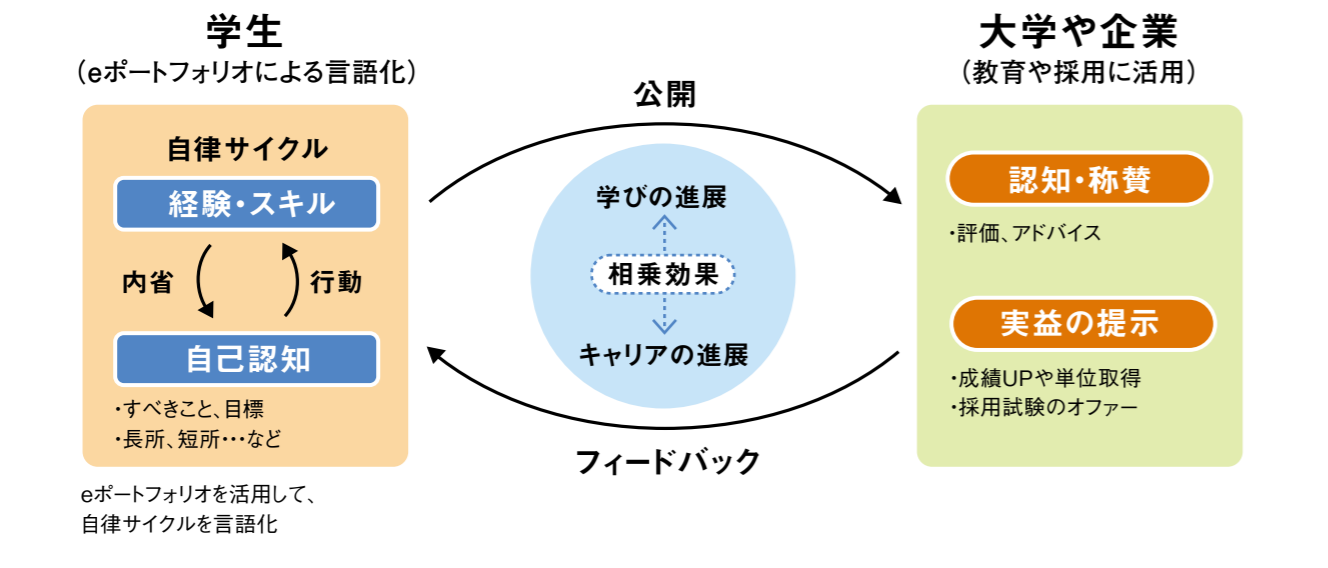 学生
（eポートフォリオによる言語化）
自律サイクル
経験・スキル
内省
行動
自己認知
・すべきこと、目標
・長所、短所・・・など
eポートフォリオを活用して、
自律サイクルを言語化
公開
学びの進展
相乗効果
キャリアの進展
フィードバック
大学や企業
（教育や採用に活用）
認知・称賛
・評価、アドバイス
実益の提示
・成績UPや単位取得
・採用試験のオファー